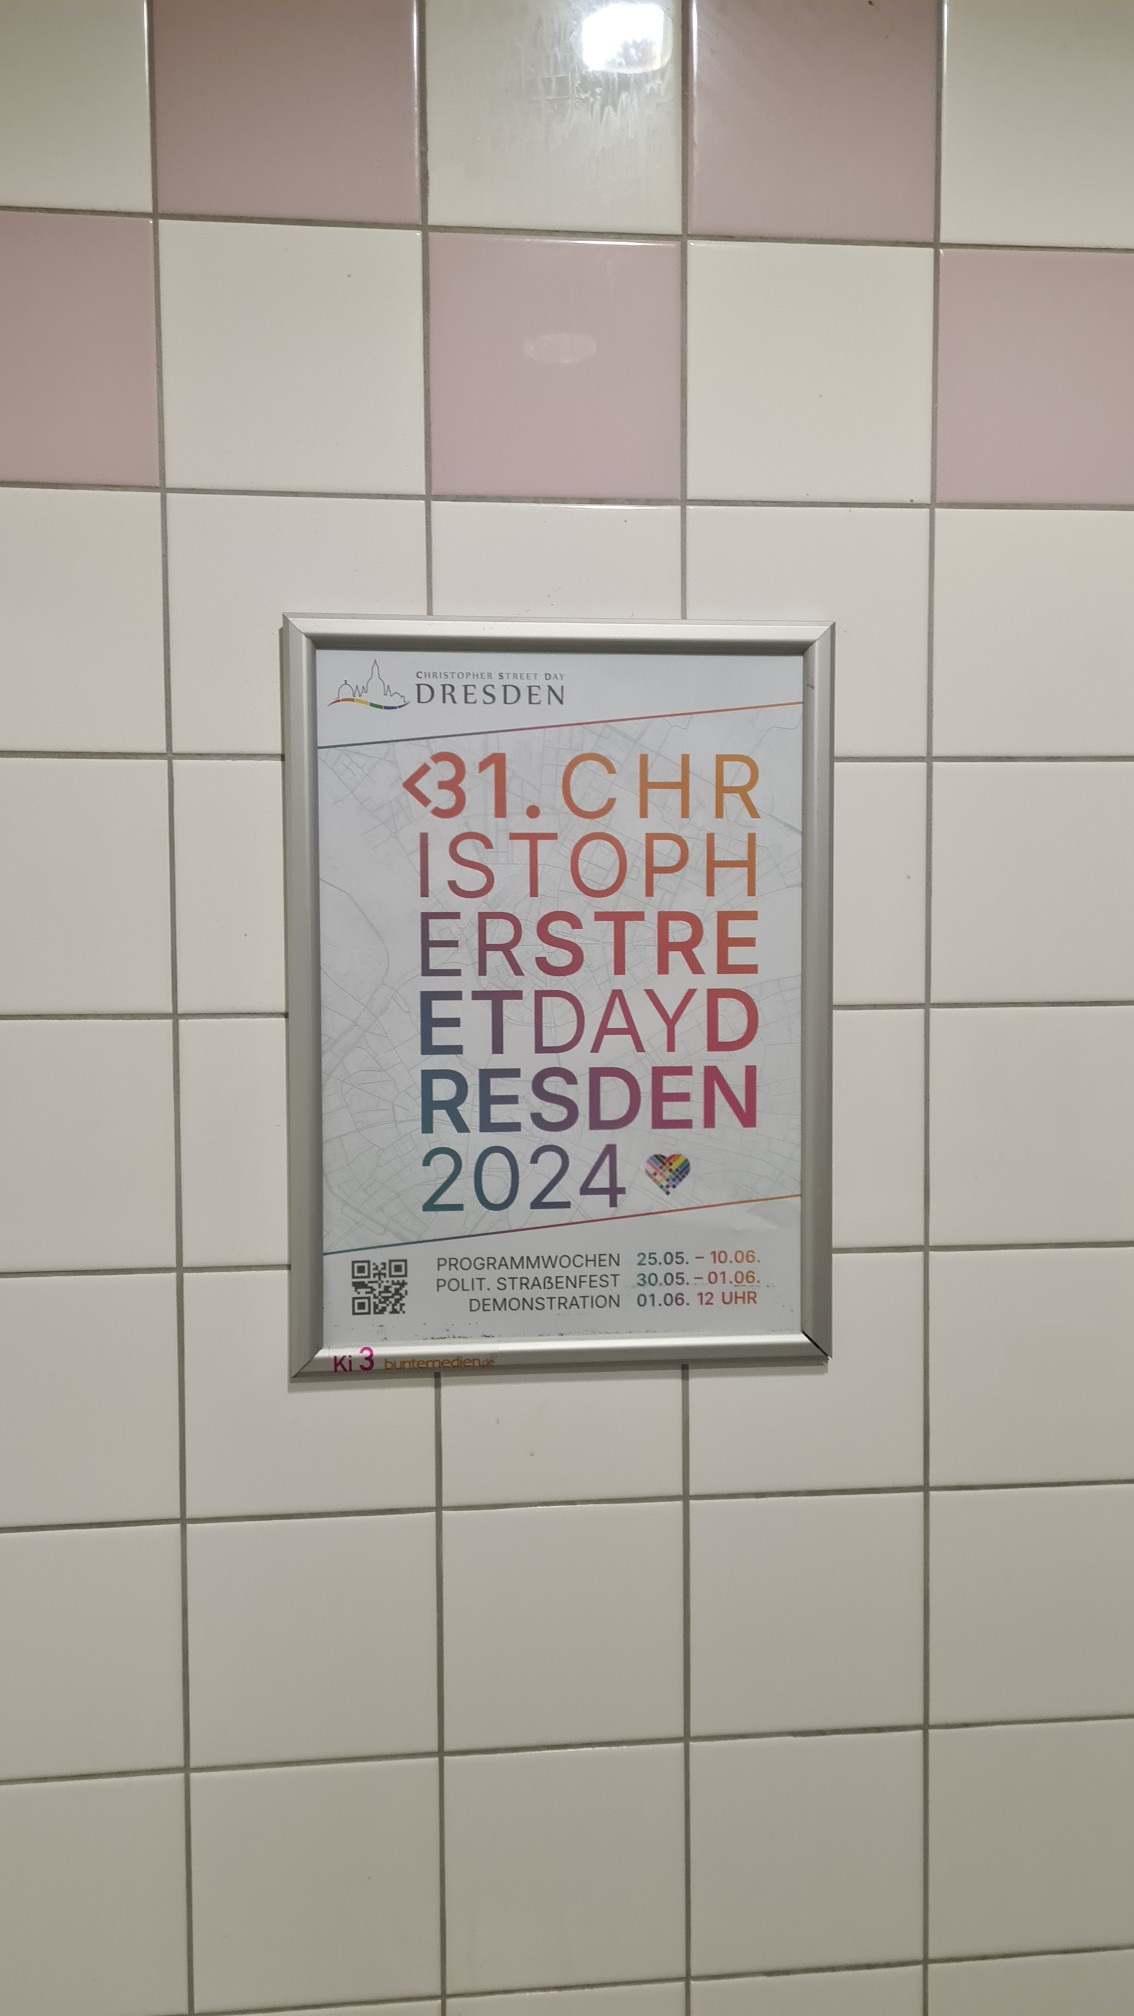 CHRISTOPHER STREET DAY
DRESDEN
<31. CHR
ISTOPH
ERSTRE
ETDAYD
RESDEN
2024
PROGRAMMWOCHEN 25.05. – 10.06.
POLIT. STRAßENFEST 30.05. – 01.06.
DEMONSTRATION 01.06. 12 UHR
Ki 3 buntemedien.de